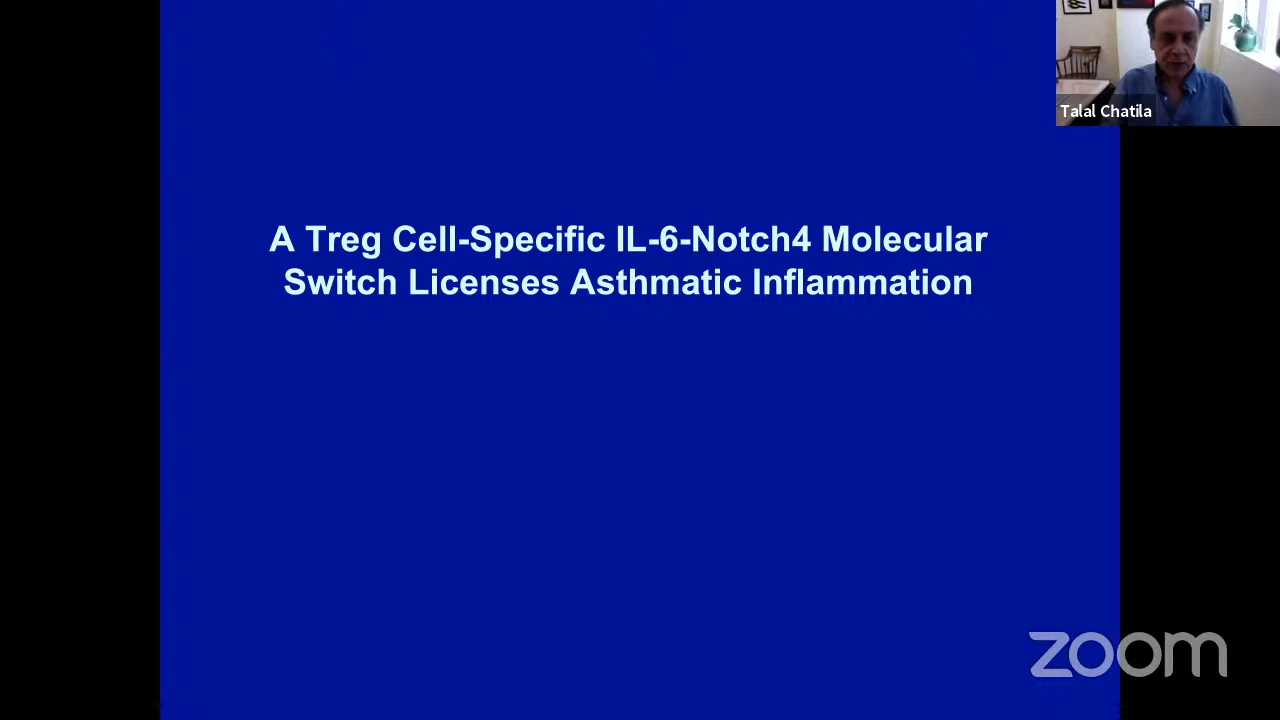 Talal Chatila
A Treg Cell-Specific IL-6-Notch4 Molecular
Switch Licenses Asthmatic Inflammation
zoom